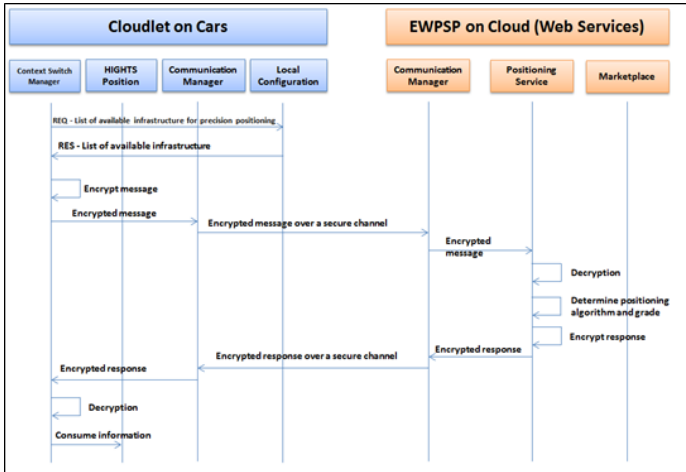 Cloudlet on Cars
EWPSP on Cloud (Web Services)
Context Switch
Manager
HIGHTS
Position
Communication
Manager
Local
Configuration
Communication
Manager
Positioning
Service
Marketplace
REQ - List of available infrastructure for precision positioning
RES - List of available infrastructure
Encrypt message
Encrypted message
Encrypted message over a secure channel
Encrypted
message
Decryption
Determine positioning
algorithm and grade
Encrypt response
Encrypted response
Encrypted response over a secure channel
Encrypted response
Decryption
Consume information